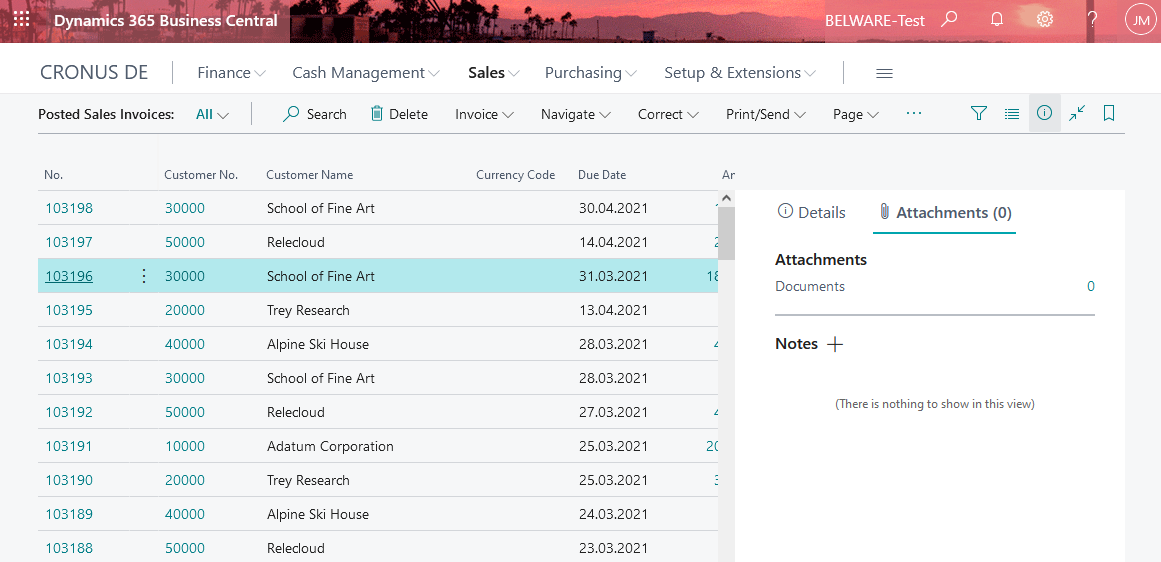 Dynamics 365 Business Central BELWARE-Test ? JM
CRONUS DE Finance Cash Management Sales Purchasing Setup & Extensions
Posted Sales Invoices: All Search Delete Invoice Navigate Correct Print/Send Page ...
No. Customer No. Customer Name Currency Code Due Date
103198 30000 School of Fine Art 30.04.2021
103197 50000 Relecloud 14.04.2021
103196 30000 School of Fine Art 31.03.2021 18
103195 20000 Trey Research 13.04.2021
103194 40000 Alpine Ski House 28.03.2021
103193 30000 School of Fine Art 28.03.2021
103192 50000 Relecloud 27.03.2021
103191 10000 Adatum Corporation 25.03.2021
103190 20000 Trey Research 25.03.2021
103189 40000 Alpine Ski House 24.03.2021
103188 50000 Relecloud 23.03.2021
Details Attachments (0)
Attachments
Documents 0
Notes
(There is nothing to show in this view)